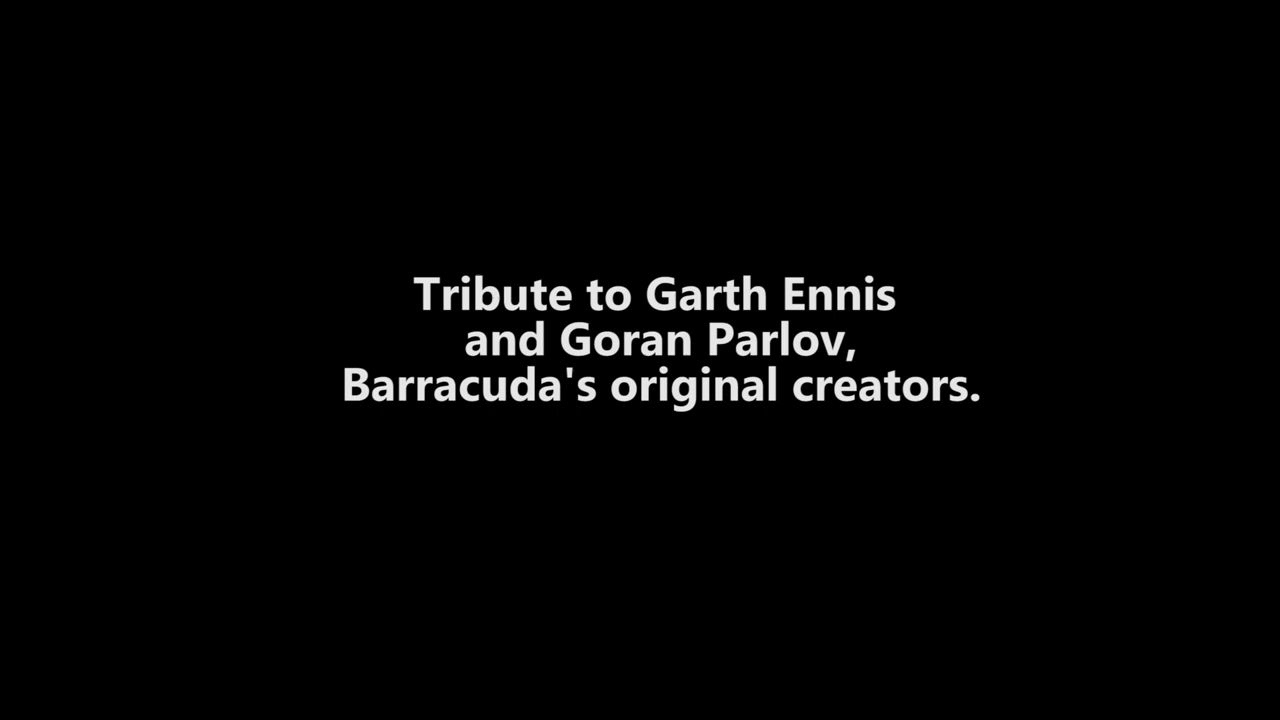 Tribute to Garth Ennis
and Goran Parlov,
Barracuda's original creators.